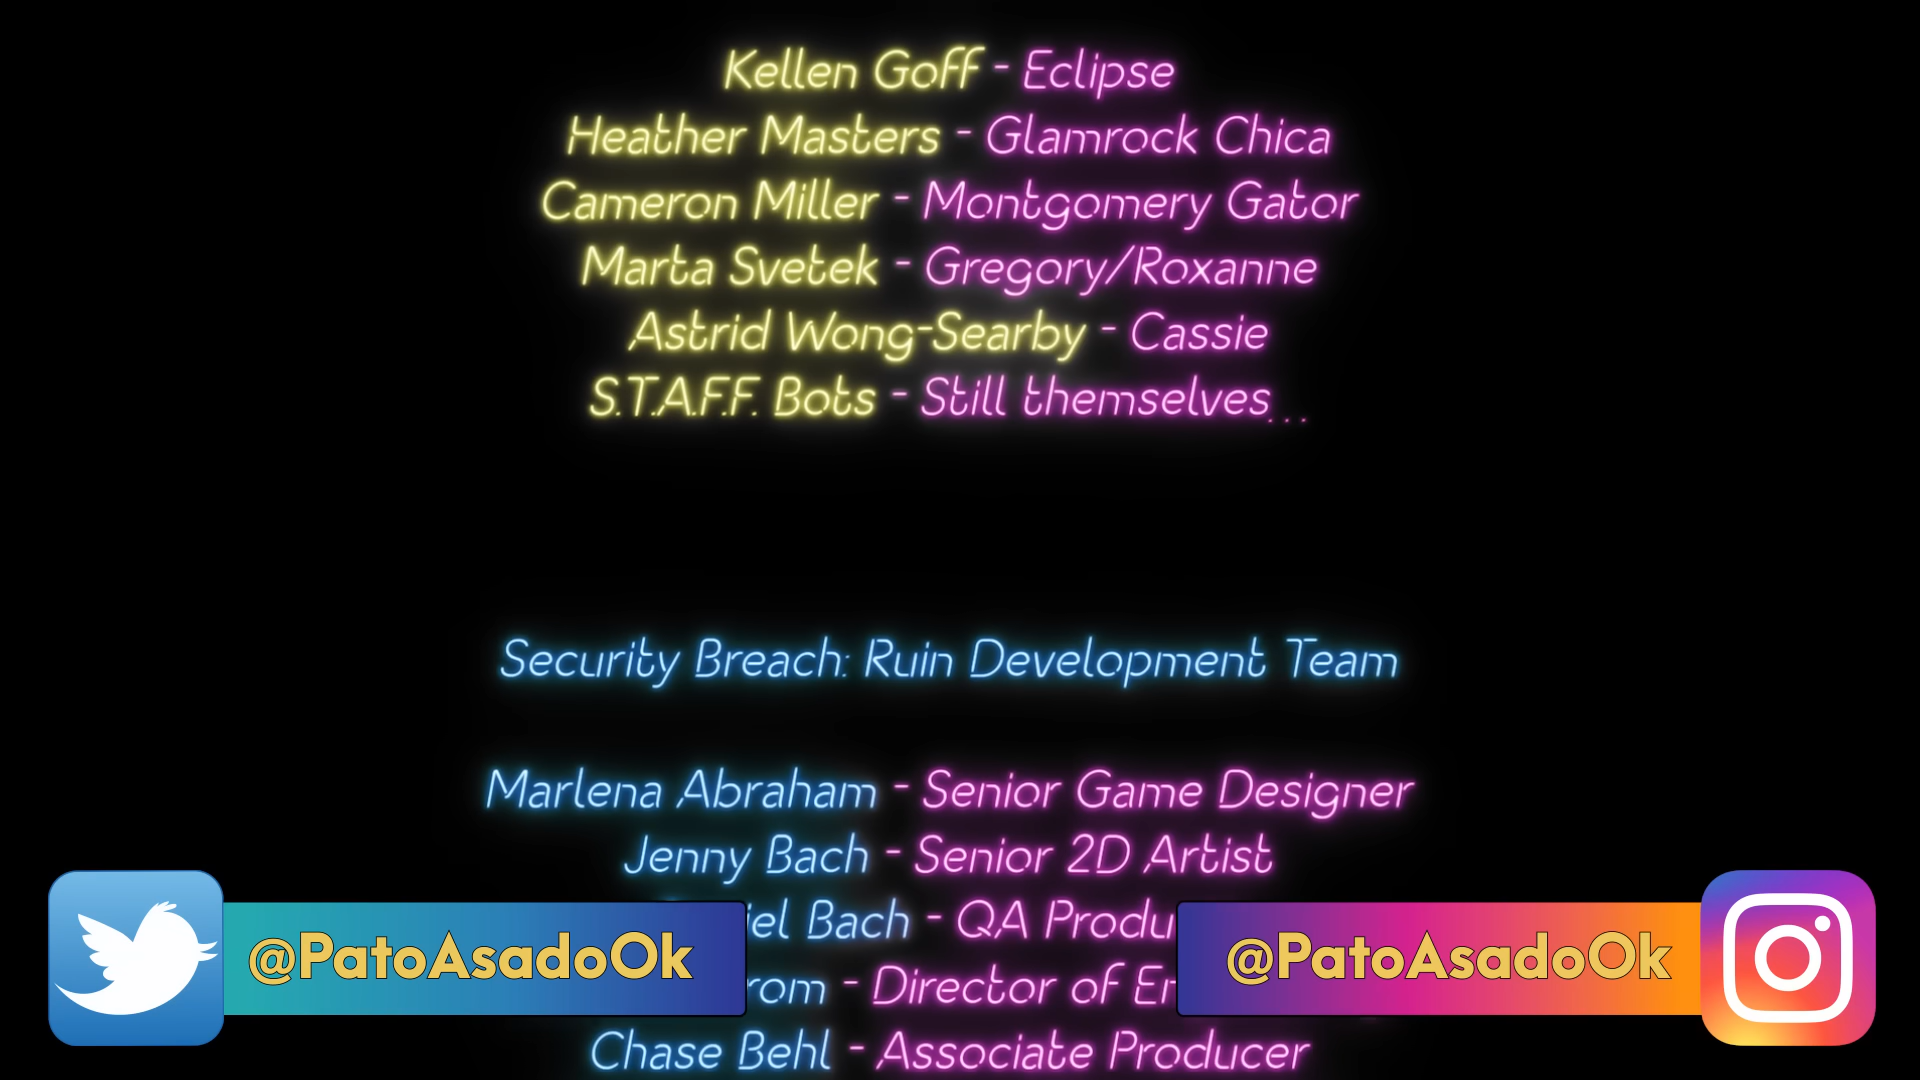 Kellen Goff - Eclipse
Heather Masters - Glamrock Chica
Cameron Miller - Montgomery Gator
Marta Svetek - Gregory/Roxanne
Astrid Wong-Searby - Cassie
S.T.A.F.F. Bots - Still themselves...
Security Breach: Ruin Development Team
Marlena Abraham - Senior Game Designer
Jenny Bach - Senior 2D Artist
Bach - QA
- Director of
@PatoAsadoOk
@PatoAsadoOk
Chase Behl - Associate Producer